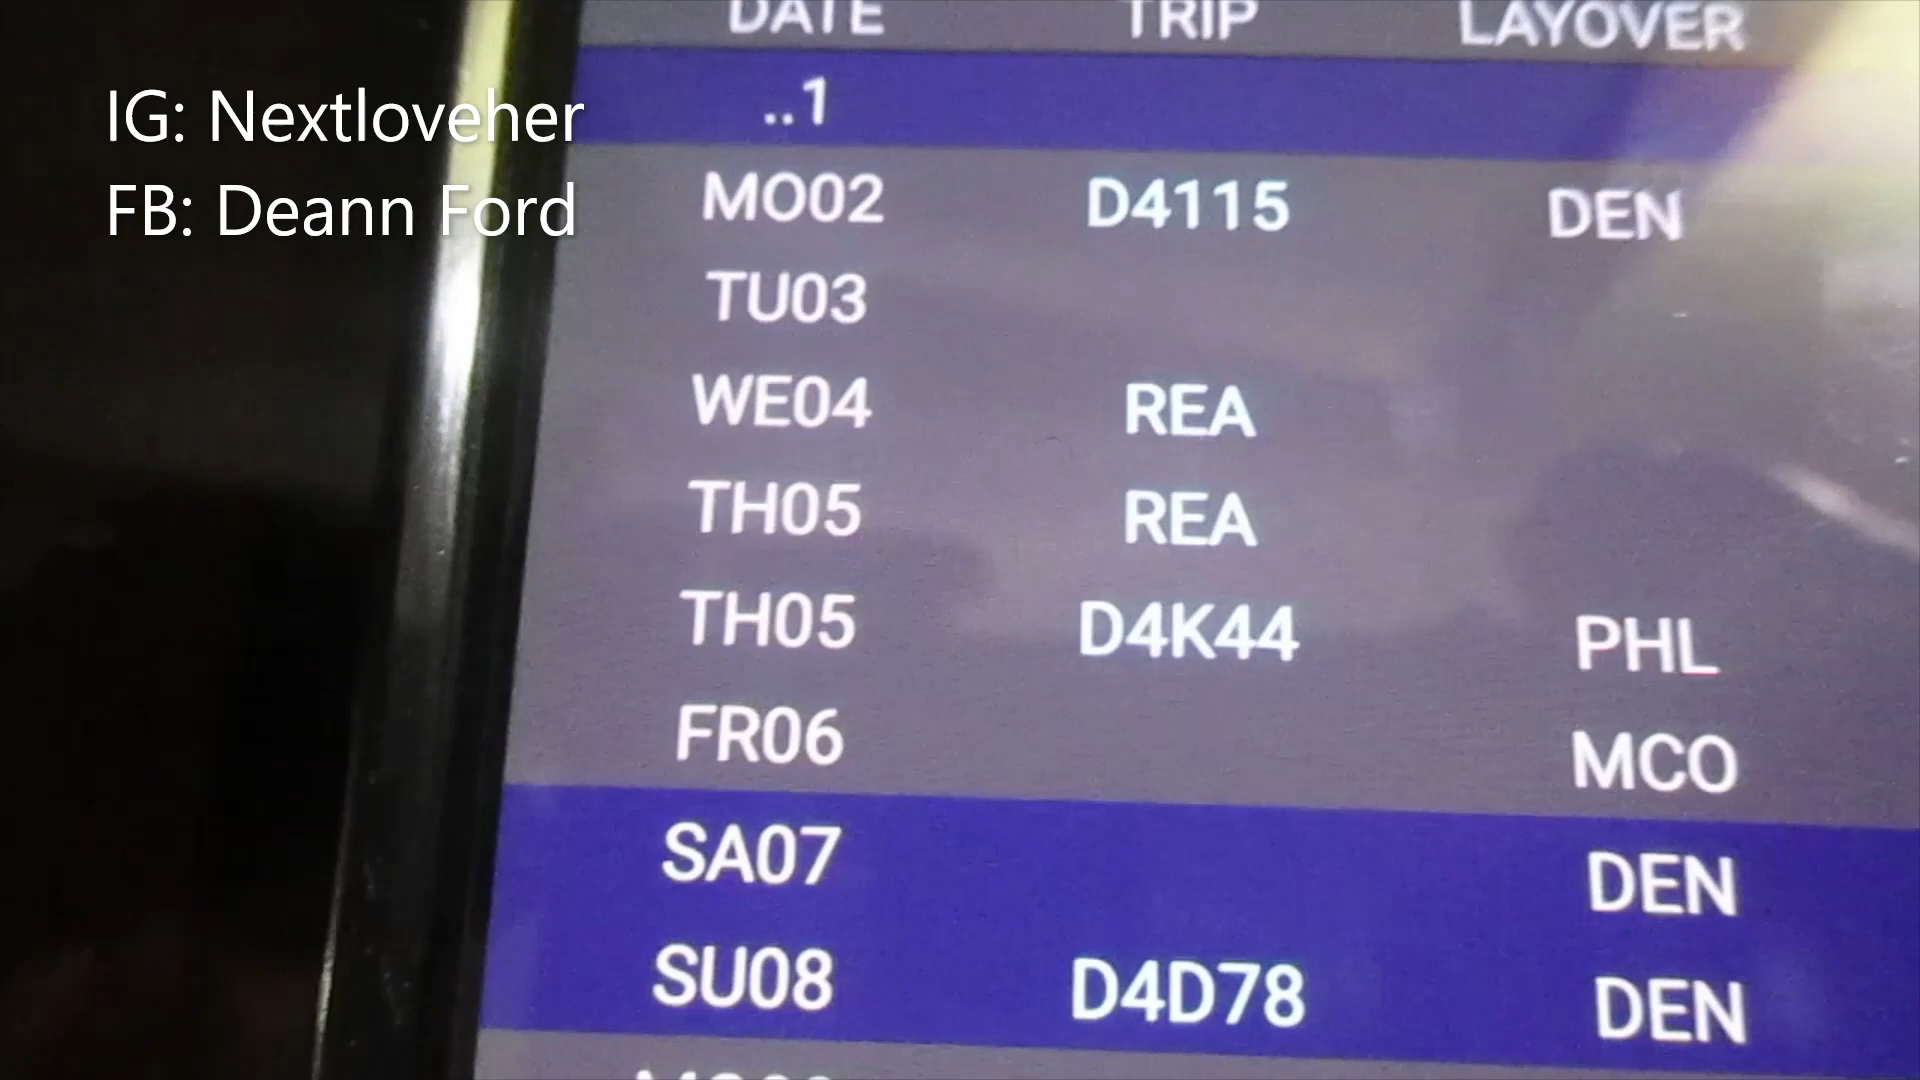 IG: Nextloveher
FB: Deann Ford
DATE TRIP LAYOVER
..1
MO02 D4115 DEN
TU03
WE04 REA
TH05 REA
TH05 D4K44 PHL
FR06 MCO
SA07 DEN
SU08 D4D78 DEN